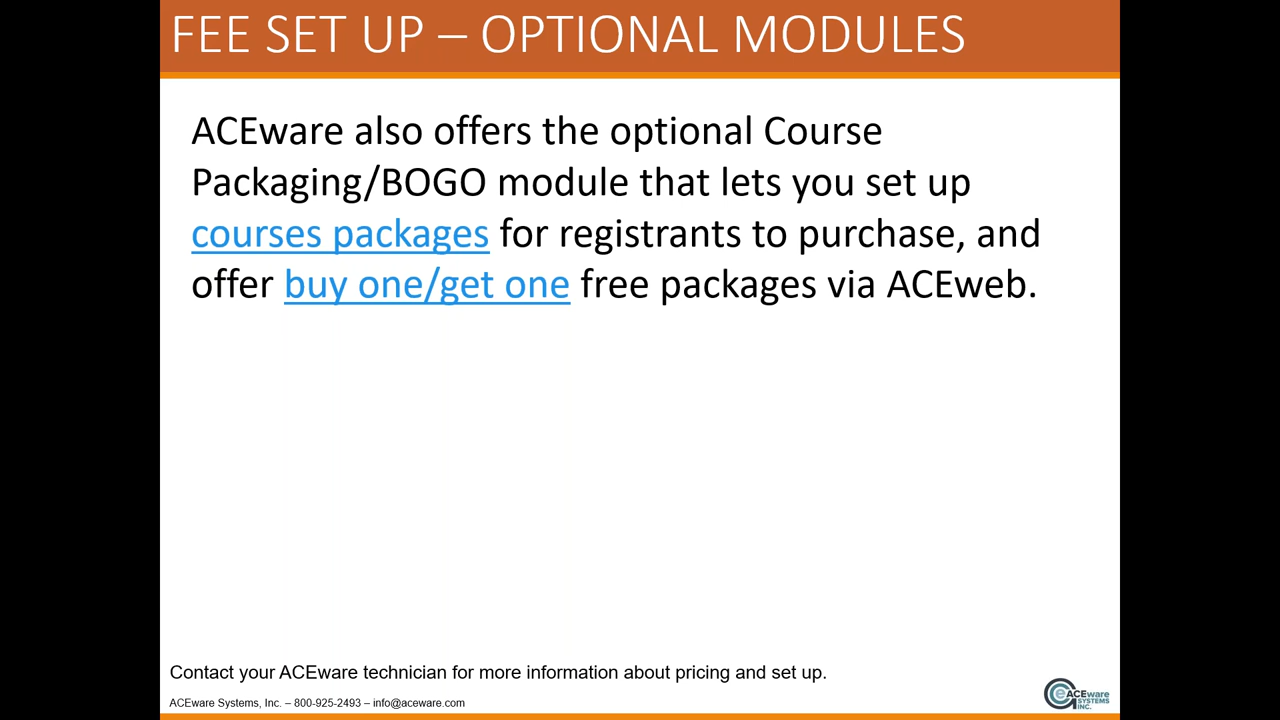 FEE SET UP – OPTIONAL MODULES
ACEware also offers the optional Course
Packaging/BOGO module that lets you set up
courses packages for registrants to purchase, and
offer buy one/get one free packages via ACEweb.
Contact your ACEware technician for more information about pricing and set up.
ACEware Systems, Inc. – 800-925-2493 – info@aceware.com
ACEware
SYSTEMS
INC.